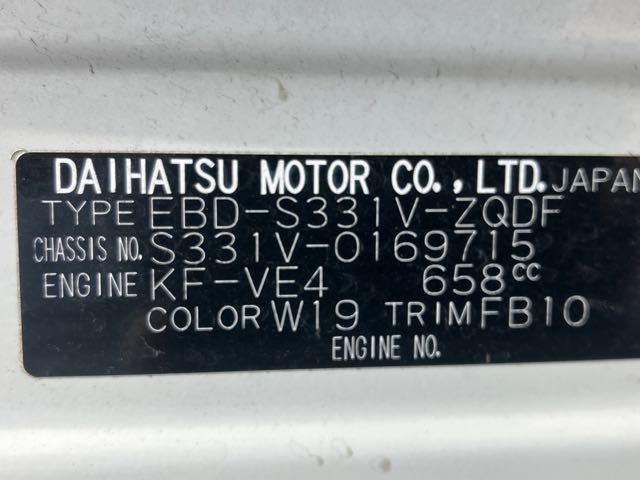 DAIHATSU MOTOR CO., LTD. JAPAN
TYPE EBD-S331V-ZQDF
CHASSIS NO. S331V-0169715
ENGINE KF-VE4 658cc
COLOR W19 TRIM FB10
ENGINE NO.